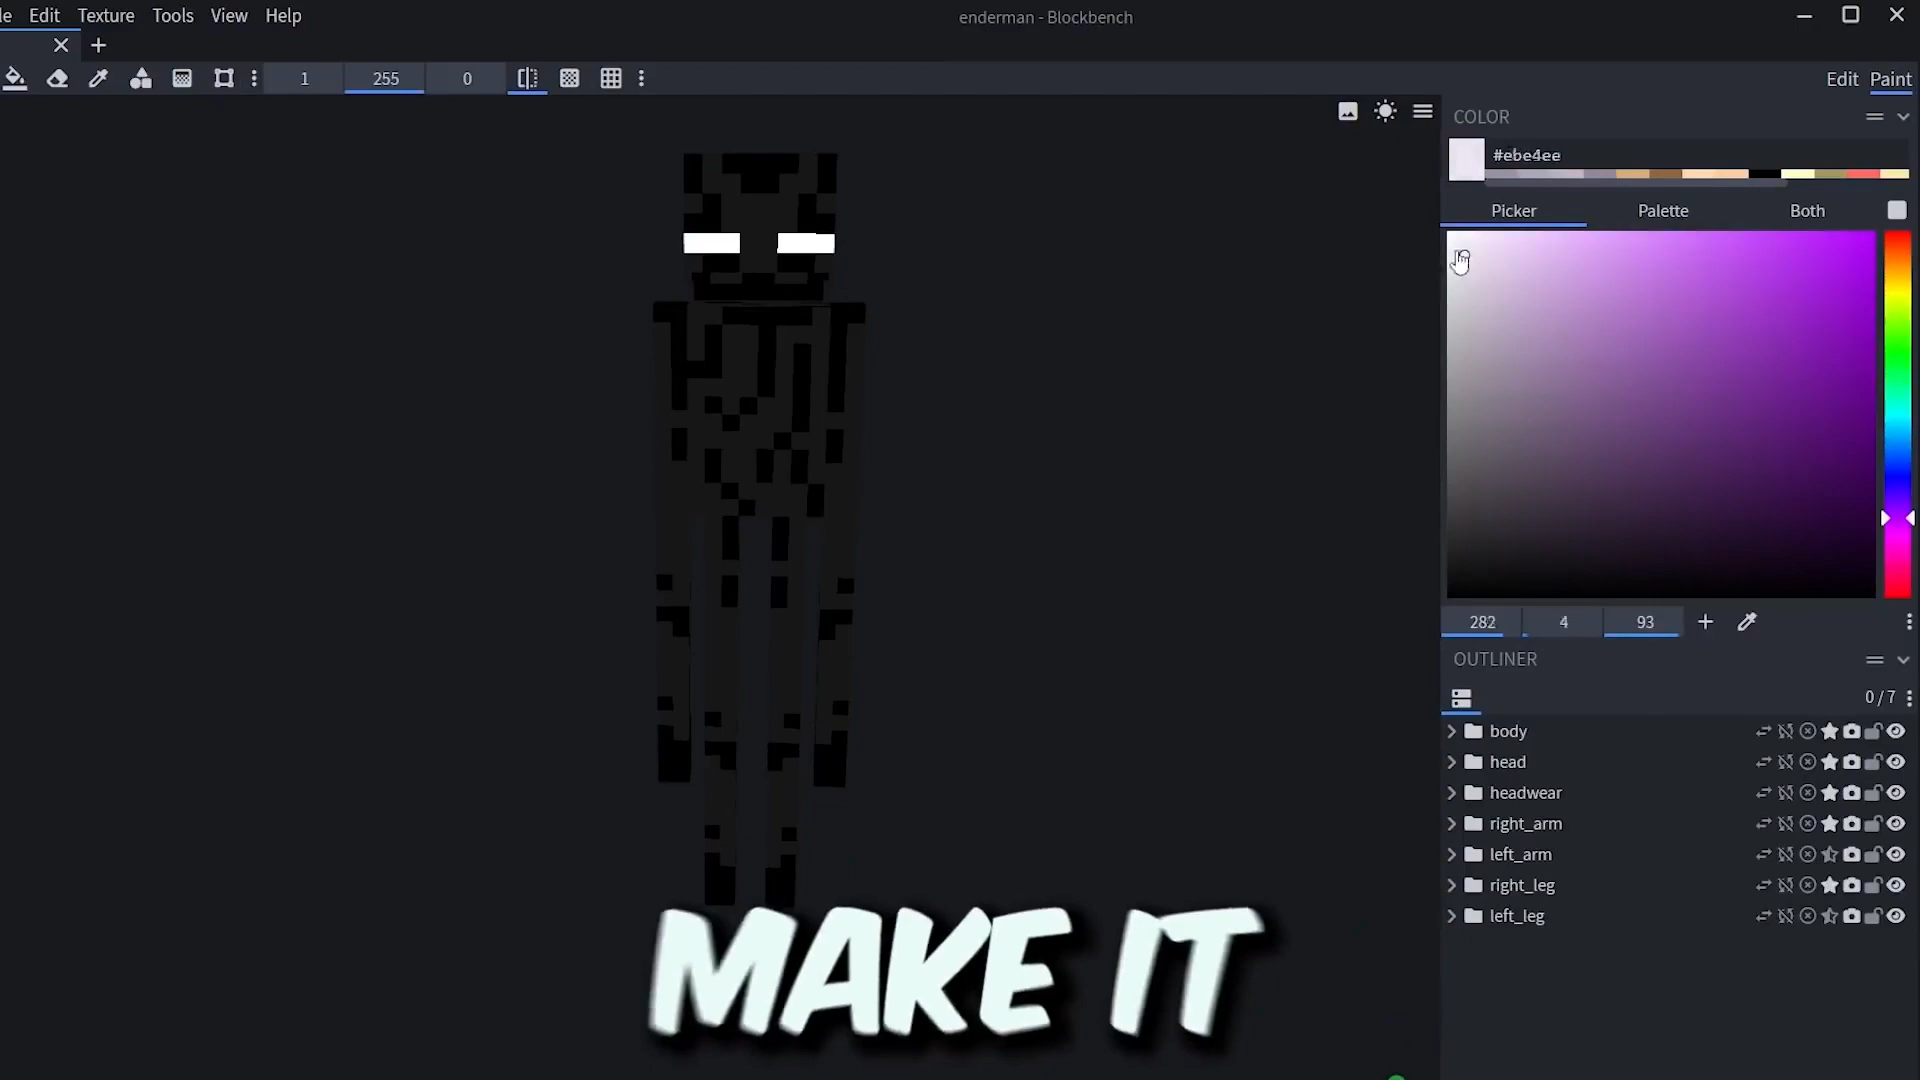 le Edit Texture Tools View Help
enderman - Blockbench
1 255 0
Edit Paint
COLOR
#ebe4ee
Picker Palette Both
282 4 93
OUTLINER
0 / 7
body
head
headwear
right_arm
left_arm
right_leg
left_leg
MAKE IT